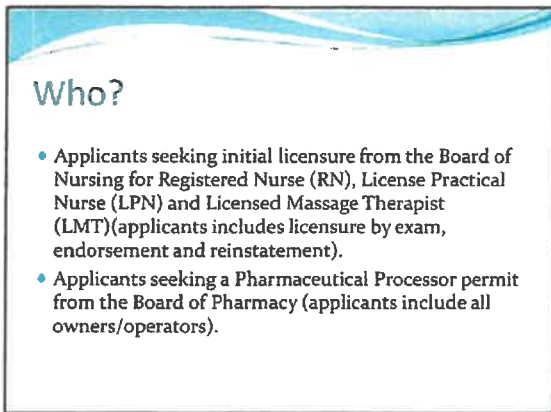 Who?
• Applicants seeking initial licensure from the Board of
Nursing for Registered Nurse (RN), License Practical
Nurse (LPN) and Licensed Massage Therapist
(LMT)(applicants includes licensure by exam,
endorsement and reinstatement).
• Applicants seeking a Pharmaceutical Processor permit
from the Board of Pharmacy (applicants include all
owners/operators).